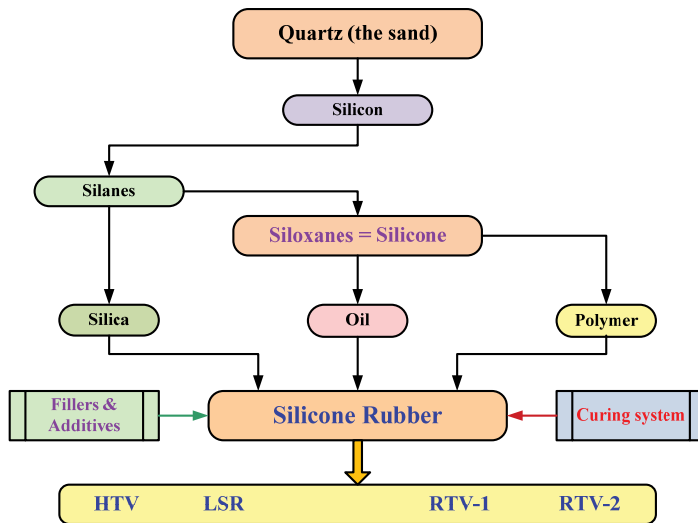 Quartz (the sand)
Silicon
Silanes
Siloxanes = Silicone
Silica
Oil
Polymer
Fillers &
Additives
Silicone Rubber
Curing system
HTV LSR RTV-1 RTV-2